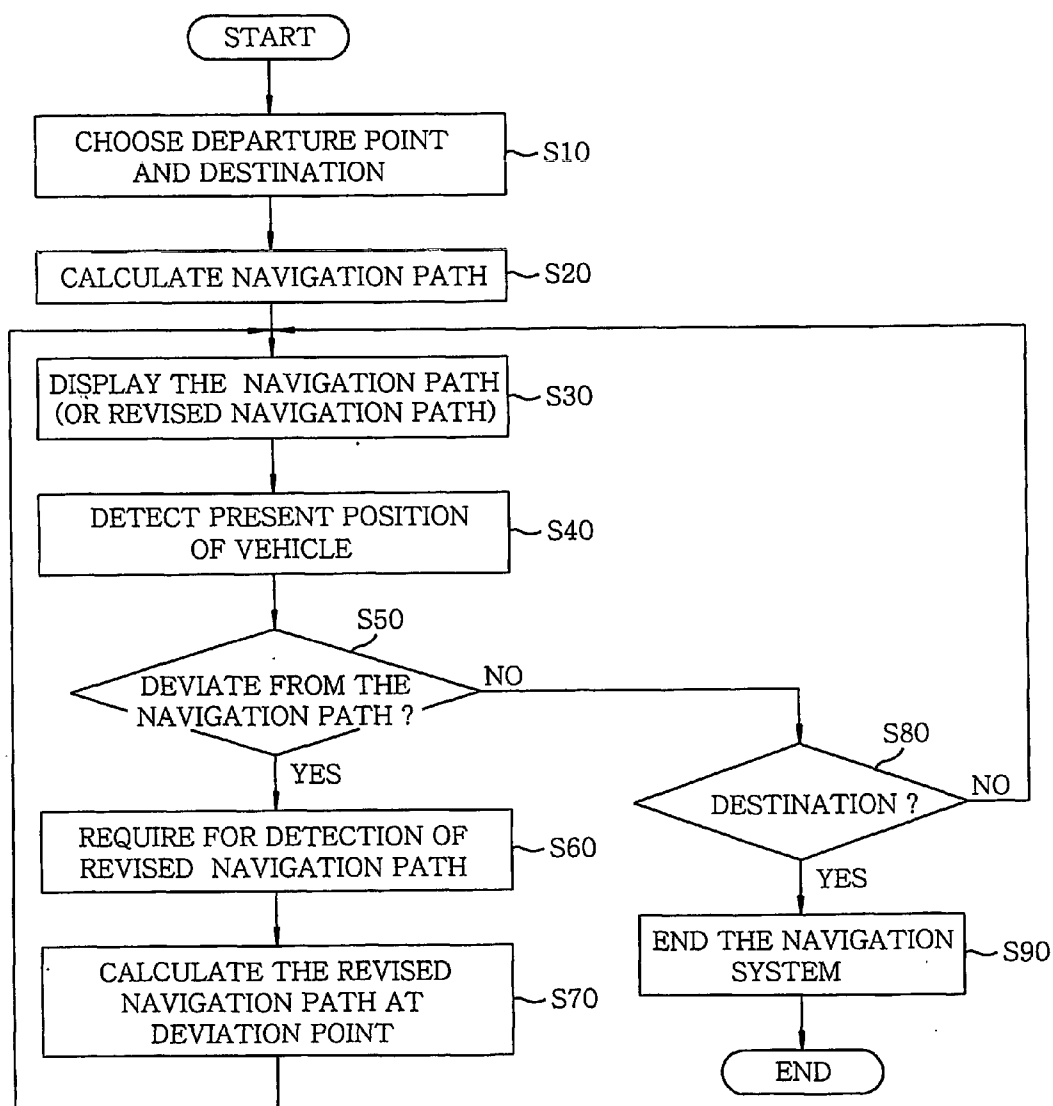 START
CHOOSE DEPARTURE POINT
AND DESTINATION
S10
CALCULATE NAVIGATION PATH
S20
DISPLAY THE NAVIGATION PATH
(OR REVISED NAVIGATION PATH)
S30
DETECT PRESENT POSITION
OF VEHICLE
S40
S50
DEVIATE FROM THE
NAVIGATION PATH ?
NO
YES
REQUIRE FOR DETECTION OF
REVISED NAVIGATION PATH
S60
CALCULATE THE REVISED
NAVIGATION PATH AT
DEVIATION POINT
S70
S80
DESTINATION ?
NO
YES
END THE NAVIGATION
SYSTEM
S90
END